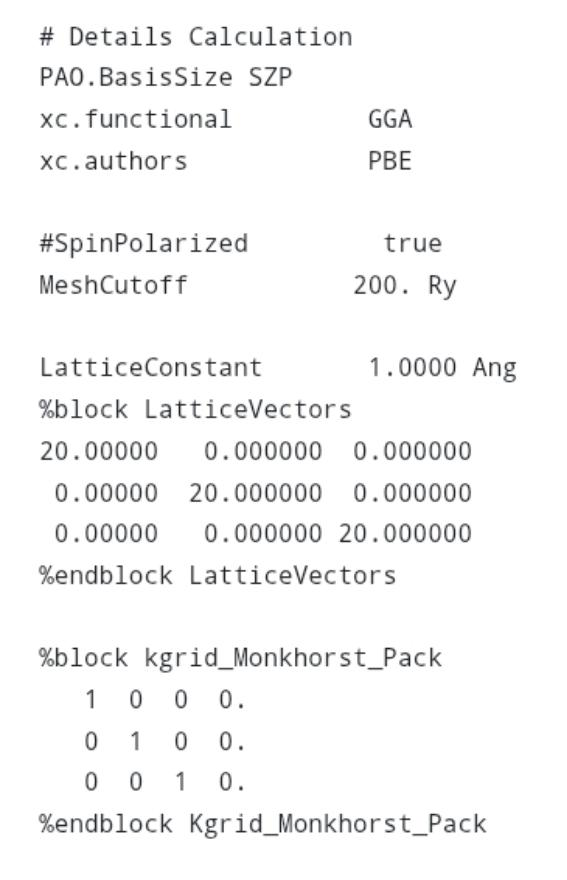 # Details Calculation
PAO.BasisSize SZP
xc.functional         GGA
xc.authors            PBE
#SpinPolarized         true
MeshCutoff           200. Ry
LatticeConstant       1.0000 Ang
%block LatticeVectors
20.00000   0.000000  0.000000
 0.00000  20.000000  0.000000
 0.00000   0.000000 20.000000
%endblock LatticeVectors
%block kgrid_Monkhorst_Pack
   1  0  0  0.
   0  1  0  0.
   0  0  1  0.
%endblock Kgrid_Monkhorst_Pack